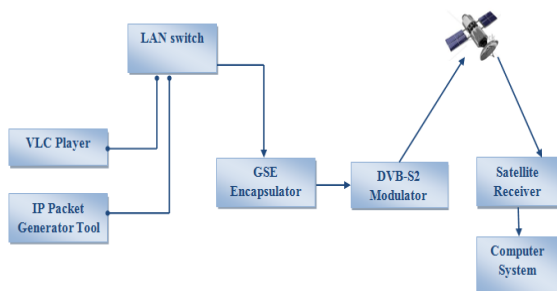 LAN switch
VLC Player
IP Packet
Generator Tool
GSE
Encapsulator
DVB-S2
Modulator
Satellite
Receiver
Computer
System